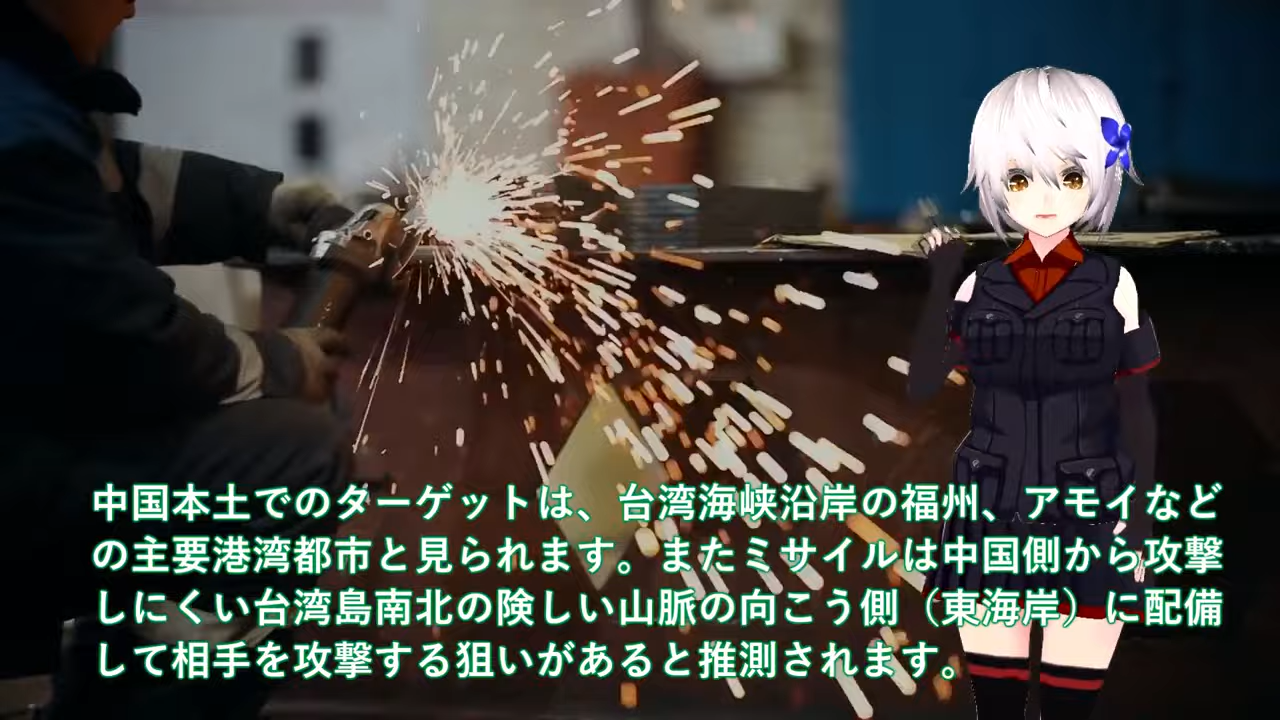 中国本土でのターゲットは、台湾海峡沿岸の福州、アモイなど
の主要港湾都市と見られます。またミサイルは中国側から攻撃
しにくい台湾島南北の険しい山脈の向こう側（東海岸）に配備
して相手を攻撃する狙いがあると推測されます。